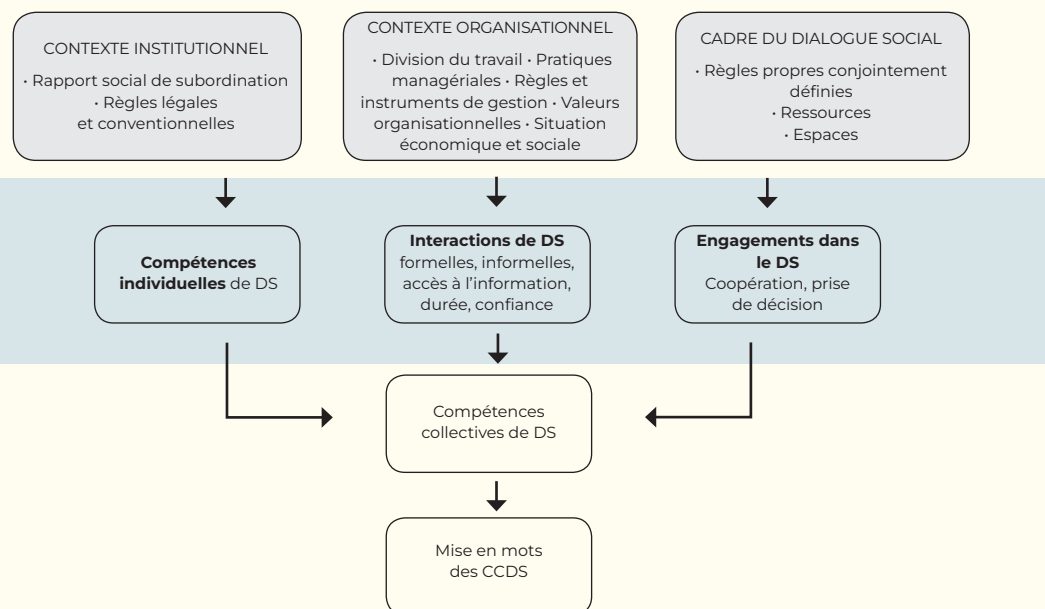 CONTEXTE INSTITUTIONNEL
• Rapport social de subordination
• Règles légales
et conventionnelles
CONTEXTE ORGANISATIONNEL
• Division du travail • Pratiques
managériales • Règles et
instruments de gestion • Valeurs
organisationnelles • Situation
économique et sociale
CADRE DU DIALOGUE SOCIAL
• Règles propres conjointement
définies
• Ressources
• Espaces
Compétences
individuelles de DS
Interactions de DS
formelles, informelles,
accès à l'information,
durée, confiance
Engagements dans
le DS
Coopération, prise
de décision
Compétences
collectives de DS
Mise en mots
des CCDS